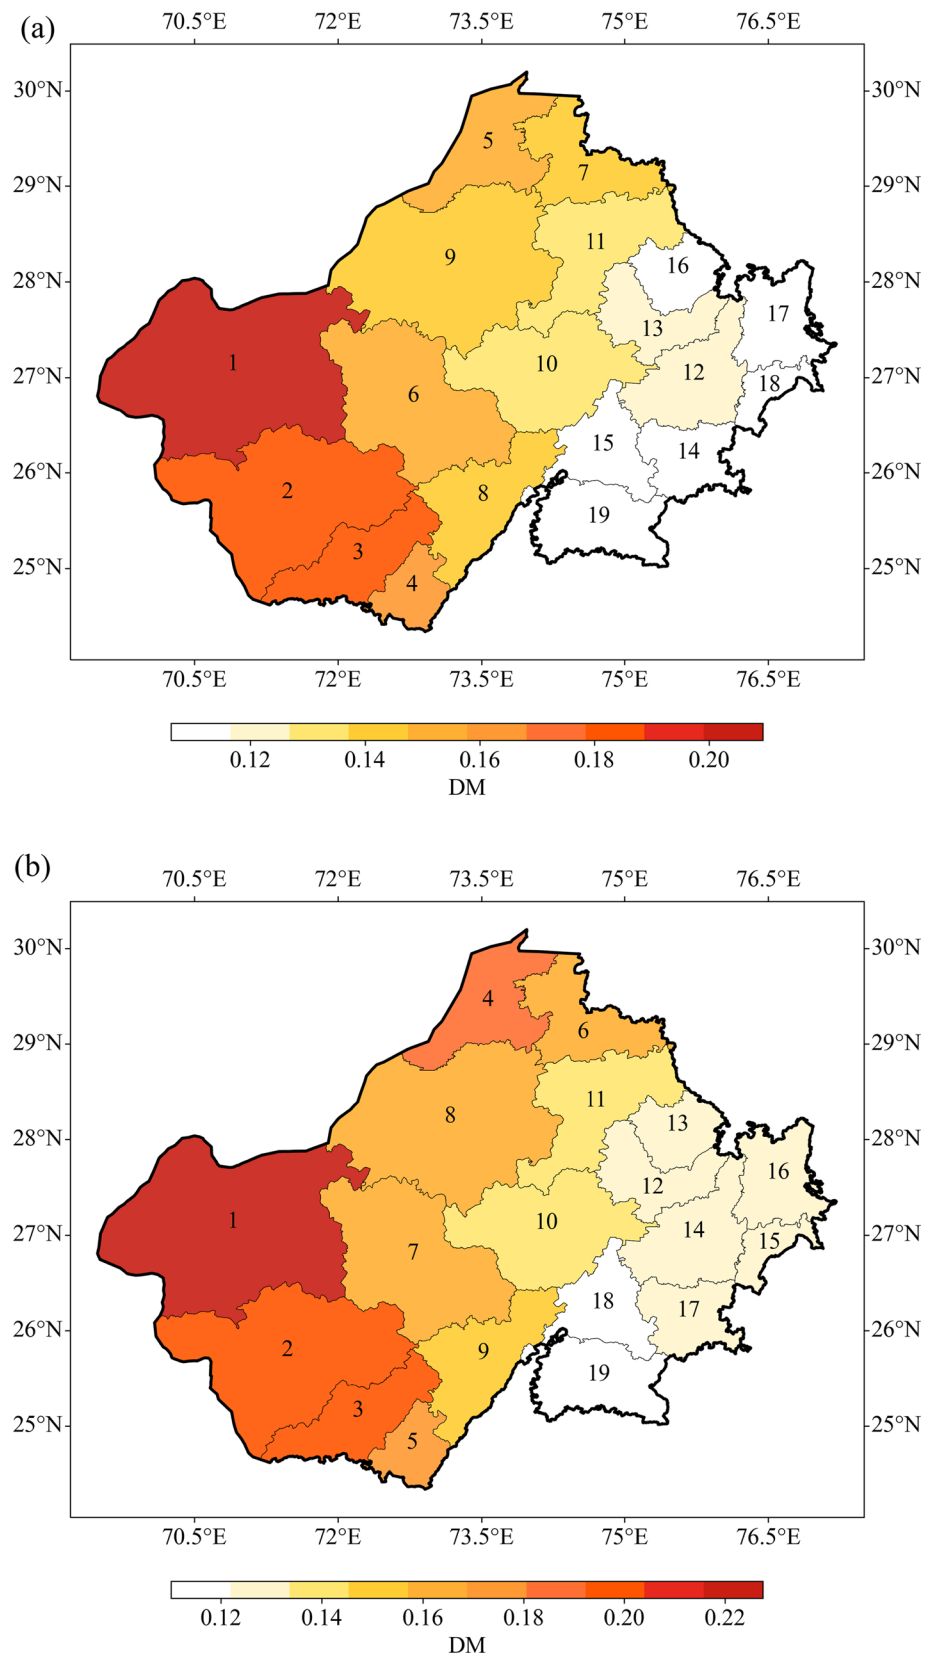 (a)
70.5°E 72°E 73.5°E 75°E 76.5°E
30°N 30°N
5
7
29°N 29°N
11
9
16
28°N 28°N
17
13
1 10
12
27°N 18 27°N
6
15
14
26°N 26°N
2 8
19
3
25°N 4 25°N
70.5°E 72°E 73.5°E 75°E 76.5°E
0.12 0.14 0.16 0.18 0.20
DM
(b)
70.5°E 72°E 73.5°E 75°E 76.5°E
30°N 30°N
4
6
29°N 29°N
11
8
13
28°N 28°N
16
12
1 10
14
27°N 15 27°N
7
18
17
26°N 26°N
2 9
19
3
25°N 5 25°N
70.5°E 72°E 73.5°E 75°E 76.5°E
0.12 0.14 0.16 0.18 0.20 0.22
DM